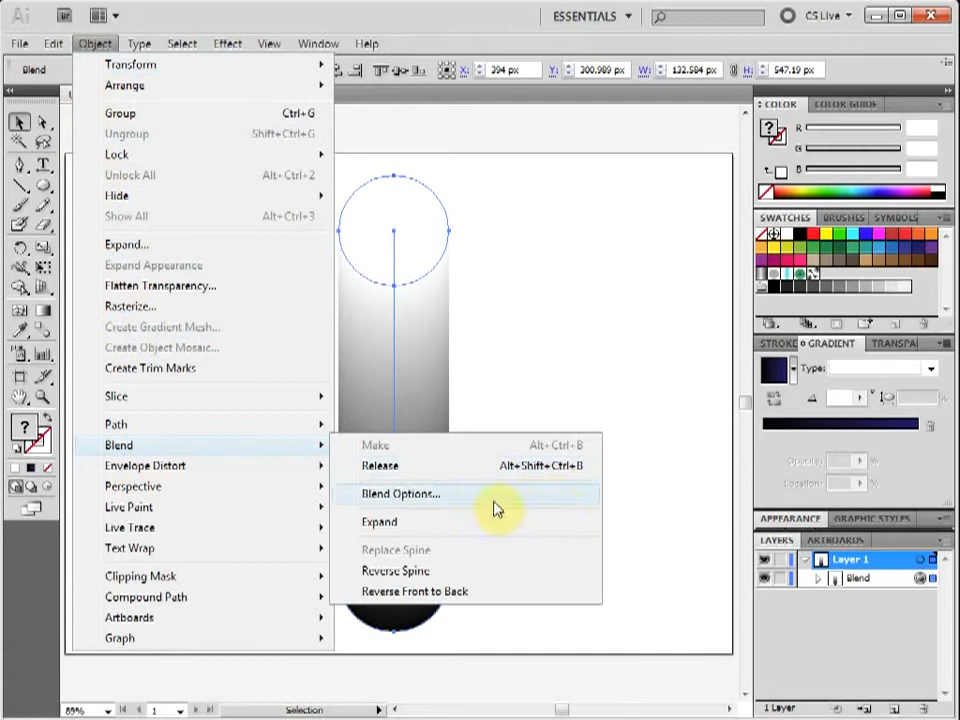 Ai Br ESSENTIALS CS Live
File Edit Object Type Select Effect View Window Help
Blend X: 394 px Y: 300.989 px W: 132.584 px H: 547.19 px
Transform
Arrange
Group Ctrl+G
Ungroup Shift+Ctrl+G
Lock
Unlock All Alt+Ctrl+2
Hide
Show All Alt+Ctrl+3
Expand...
Expand Appearance
Flatten Transparency...
Rasterize...
Create Gradient Mesh...
Create Object Mosaic...
Create Trim Marks
Slice
Path
Blend
Envelope Distort
Perspective
Live Paint
Live Trace
Text Wrap
Clipping Mask
Compound Path
Artboards
Graph
Make Alt+Ctrl+B
Release Alt+Shift+Ctrl+B
Blend Options...
Expand
Replace Spine
Reverse Spine
Reverse Front to Back
COLOR COLOR GUIDE
? R
G
B
SWATCHES BRUSHES SYMBOLS
STROKE GRADIENT TRANSPA
Type:
Opacity: %
Location: %
APPEARANCE GRAPHIC STYLES
LAYERS ARTBOARDS
Layer 1
Blend
1 Layer
T
?
89% 1 Selection